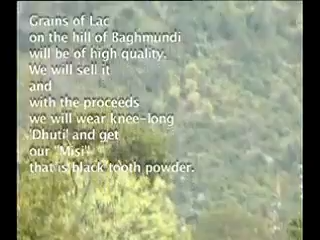 Grains of Lac
on the hill of Baghmundi
will be of high quality.
We will sell it
and
with the proceeds
we will wear knee-long
'Dhuti' and get
our "Misi"
that is black tooth powder.